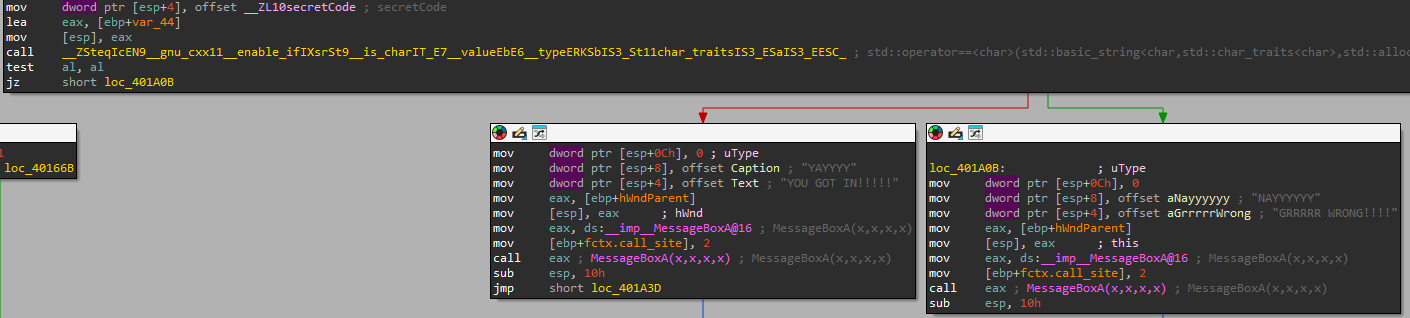 mov dword ptr [esp+4], offset __ZL10secretCode ; secretCode
lea eax, [ebp+var_44]
mov [esp], eax
call __ZSteqIcEN9__gnu_cxx11__enable_ifIXsrSt9__is_charIT_E7__valueEbE6__typeERKSbIS3_St11char_traitsIS3_ESaIS3_EESC_ ; std::operator==<char>(std::basic_string<char,std::char_traits<char>,std::alloc
test al, al
jz short loc_401A0B
1
loc_40166B
mov dword ptr [esp+0Ch], 0 ; uType
mov dword ptr [esp+8], offset Caption ; "YAYYYY"
mov dword ptr [esp+4], offset Text ; "YOU GOT IN!!!!!"
mov eax, [ebp+hWndParent]
mov [esp], eax ; hWnd
mov eax, ds:__imp__MessageBoxA@16 ; MessageBoxA(x,x,x,x)
mov [ebp+fctx.call_site], 2
call eax ; MessageBoxA(x,x,x,x) ; MessageBoxA(x,x,x,x)
sub esp, 10h
jmp short loc_401A3D
loc_401A0B: ; uType
mov dword ptr [esp+0Ch], 0
mov dword ptr [esp+8], offset aNayyyyyy ; "NAYYYYYY"
mov dword ptr [esp+4], offset aGrrrrrWrong ; "GRRRRR WRONG!!!!"
mov eax, [ebp+hWndParent]
mov [esp], eax ; this
mov eax, ds:__imp__MessageBoxA@16 ; MessageBoxA(x,x,x,x)
mov [ebp+fctx.call_site], 2
call eax ; MessageBoxA(x,x,x,x) ; MessageBoxA(x,x,x,x)
sub esp, 10h